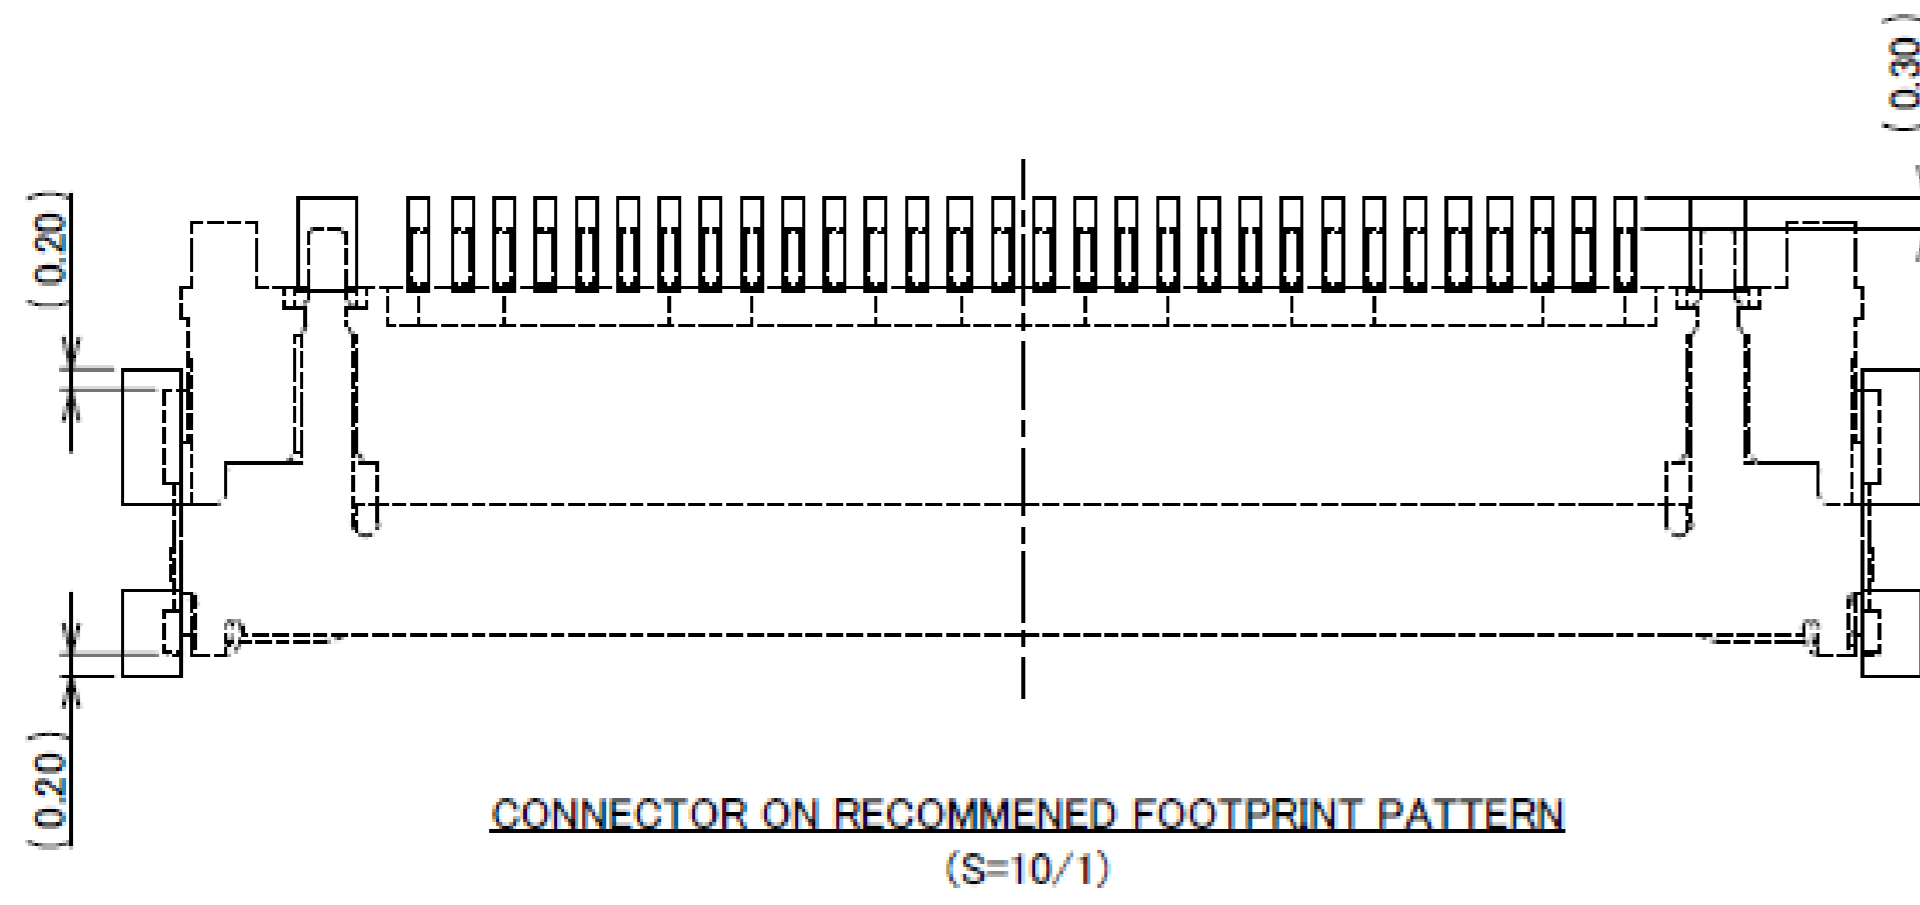 ( 0.30 )
( 0.20 )
( 0.20 )
CONNECTOR ON RECOMMENED FOOTPRINT PATTERN
(S=10/1)